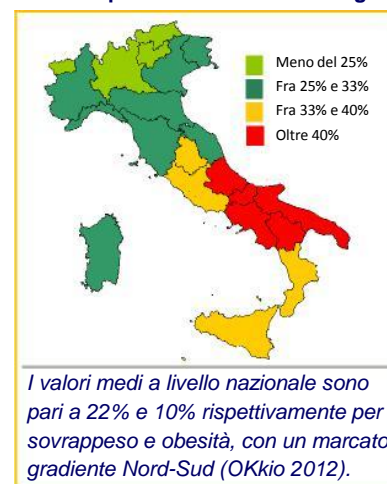 Meno del 25%
Fra 25% e 33%
Fra 33% e 40%
Oltre 40%
I valori medi a livello nazionale sono
pari a 22% e 10% rispettivamente per
sovrappeso e obesità, con un marcato
gradiente Nord-Sud (OKkio 2012).